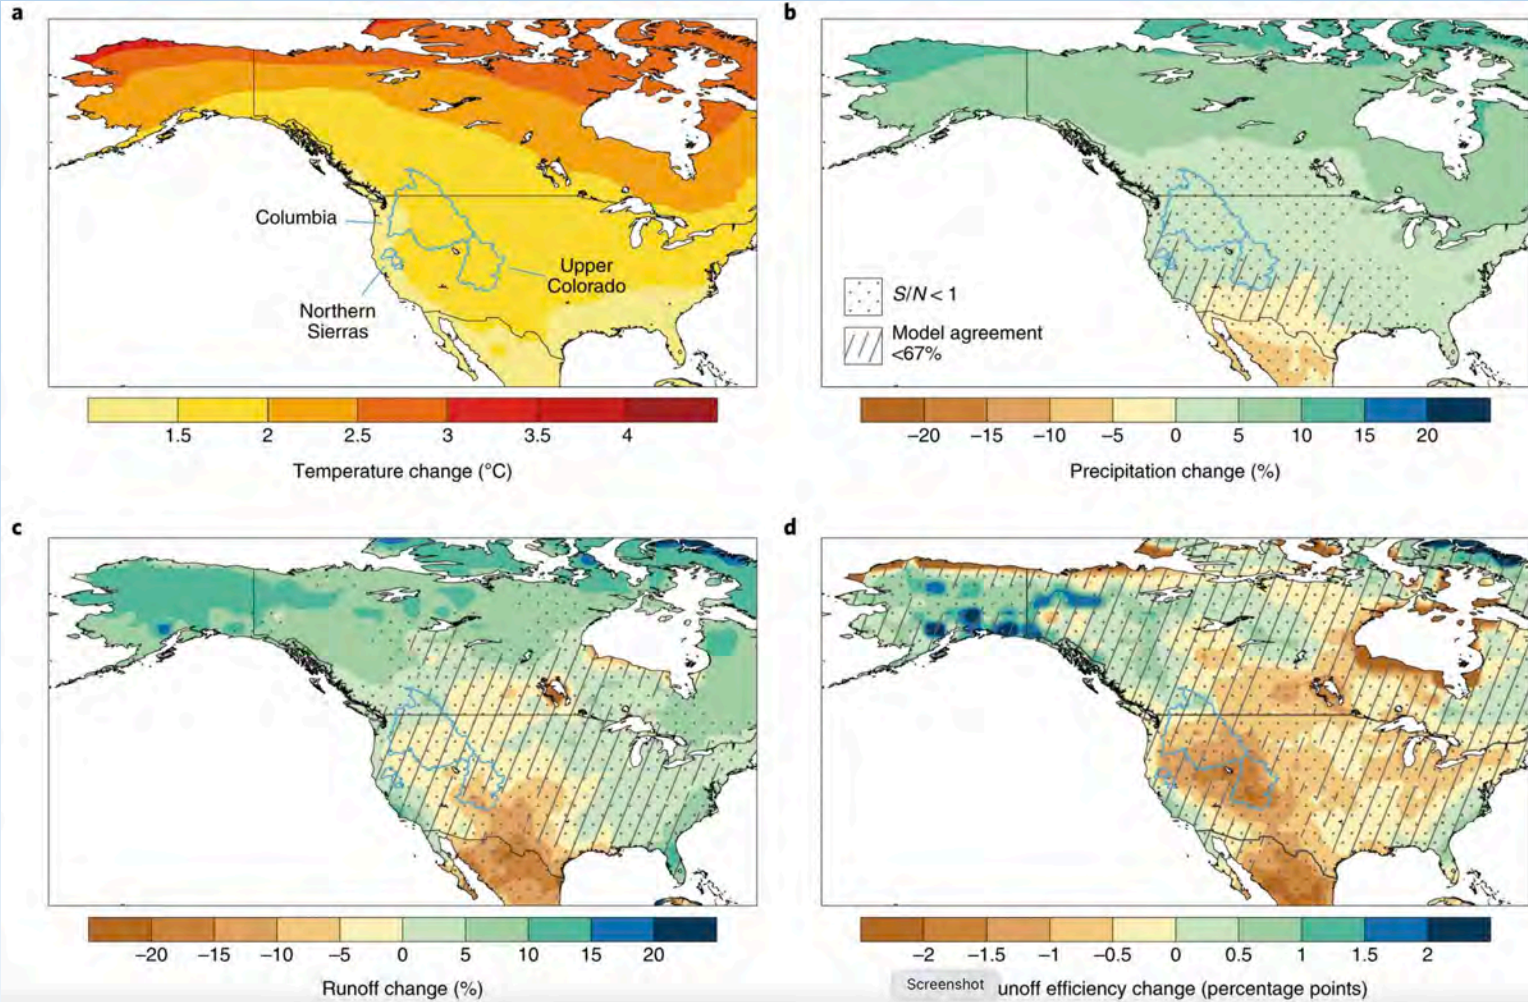 a
b
Columbia
Upper
Colorado
Northern
Sierras
S/N < 1
Model agreement
<67%
1.5 2 2.5 3 3.5 4
Temperature change (°C)
−20 −15 −10 −5 0 5 10 15 20
Precipitation change (%)
c
d
−20 −15 −10 −5 0 5 10 15 20
Runoff change (%)
−2 −1.5 −1 −0.5 0 0.5 1 1.5 2
Screenshot unoff efficiency change (percentage points)